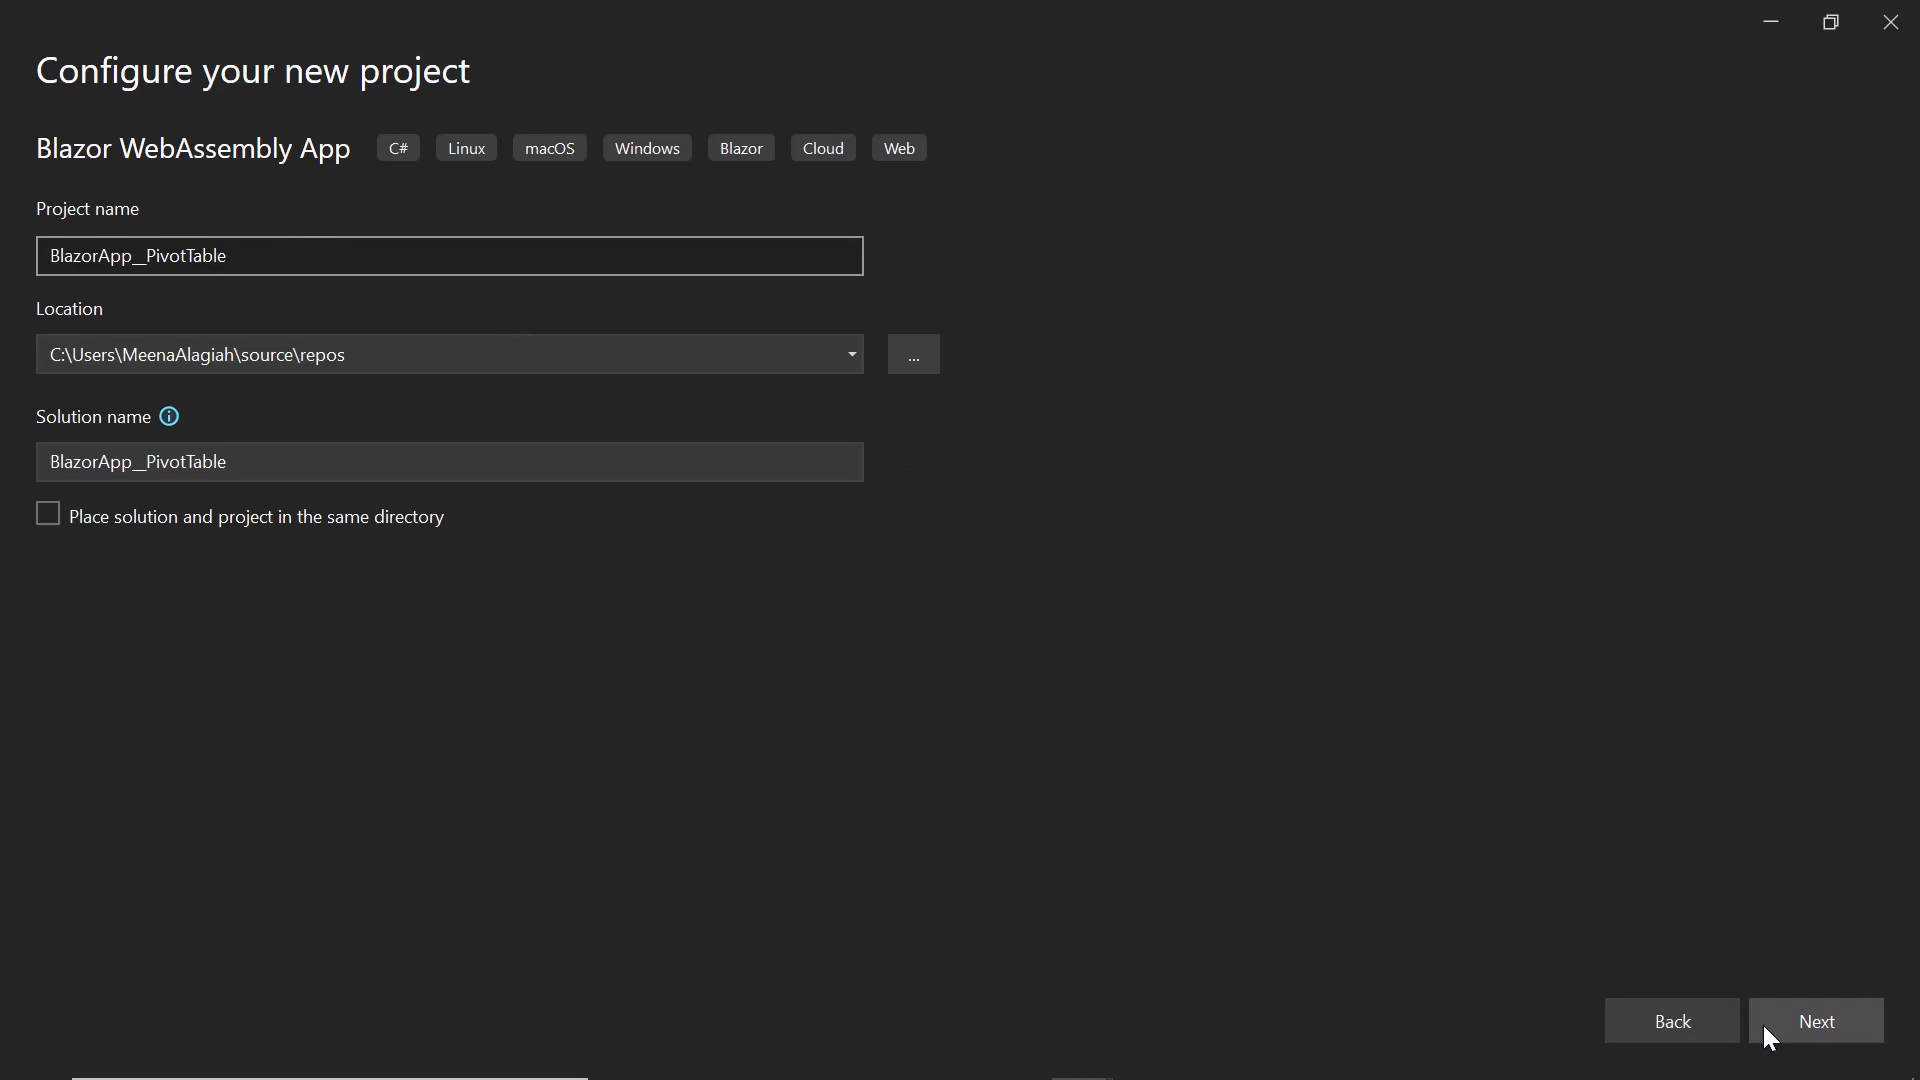 Configure your new project
Blazor WebAssembly App C# Linux macOS Windows Blazor Cloud Web
Project name
BlazorApp__PivotTable
Location
C:\Users\MeenaAlagiah\source\repos
...
Solution name
BlazorApp__PivotTable
Place solution and project in the same directory
Back Next